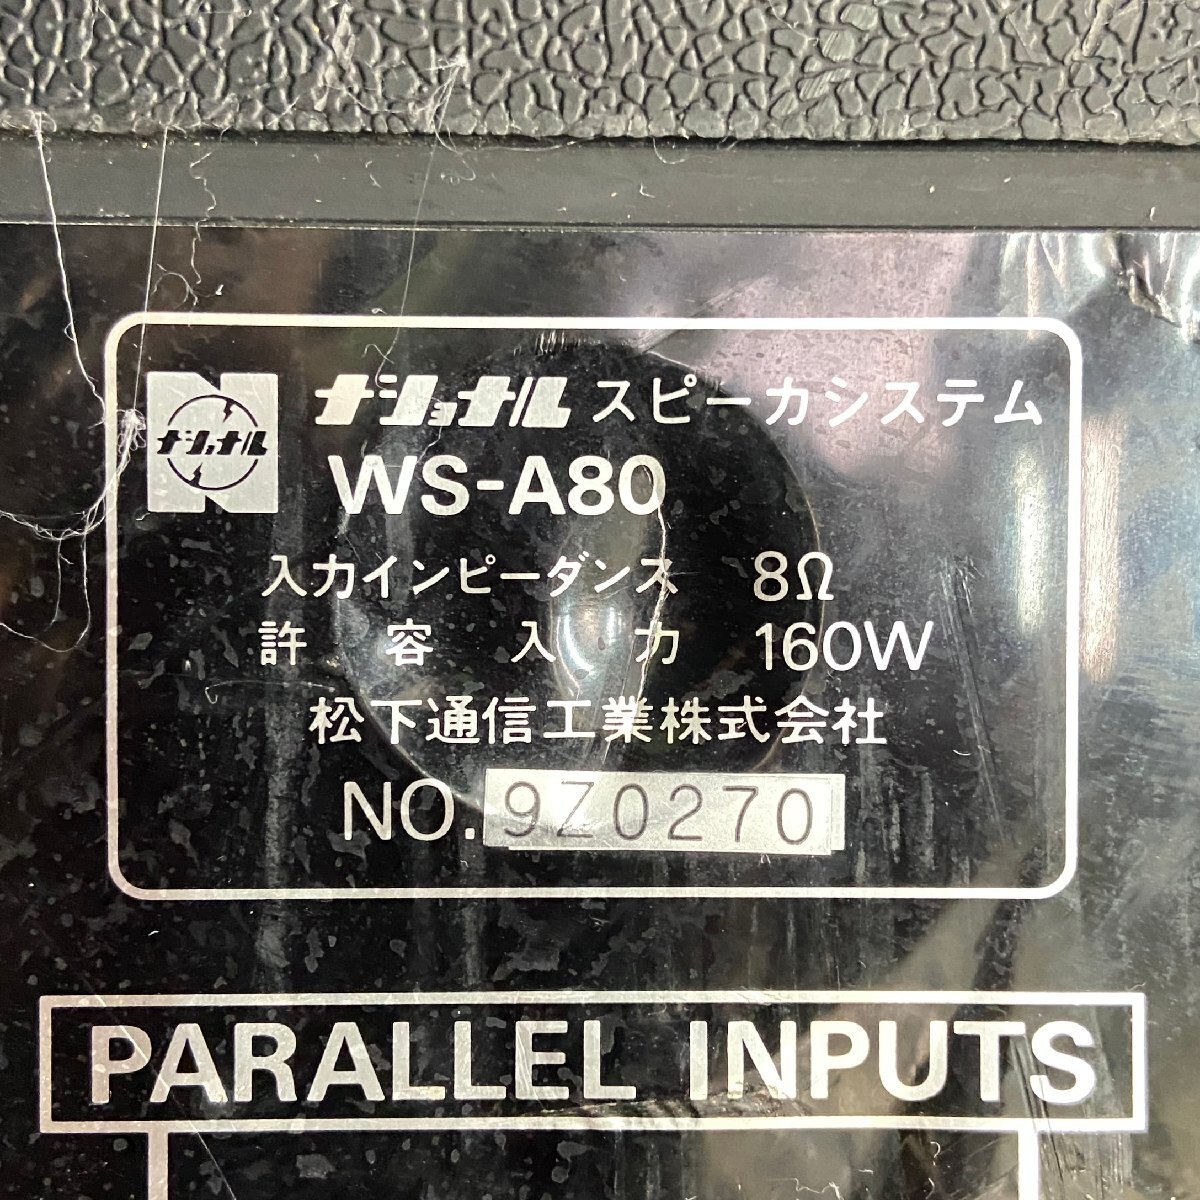 ナショナル
ナショナル スピーカシステム
WS-A80
入力インピーダンス 8Ω
許容入力 160W
松下通信工業株式会社
NO. 9Z0270
PARALLEL INPUTS